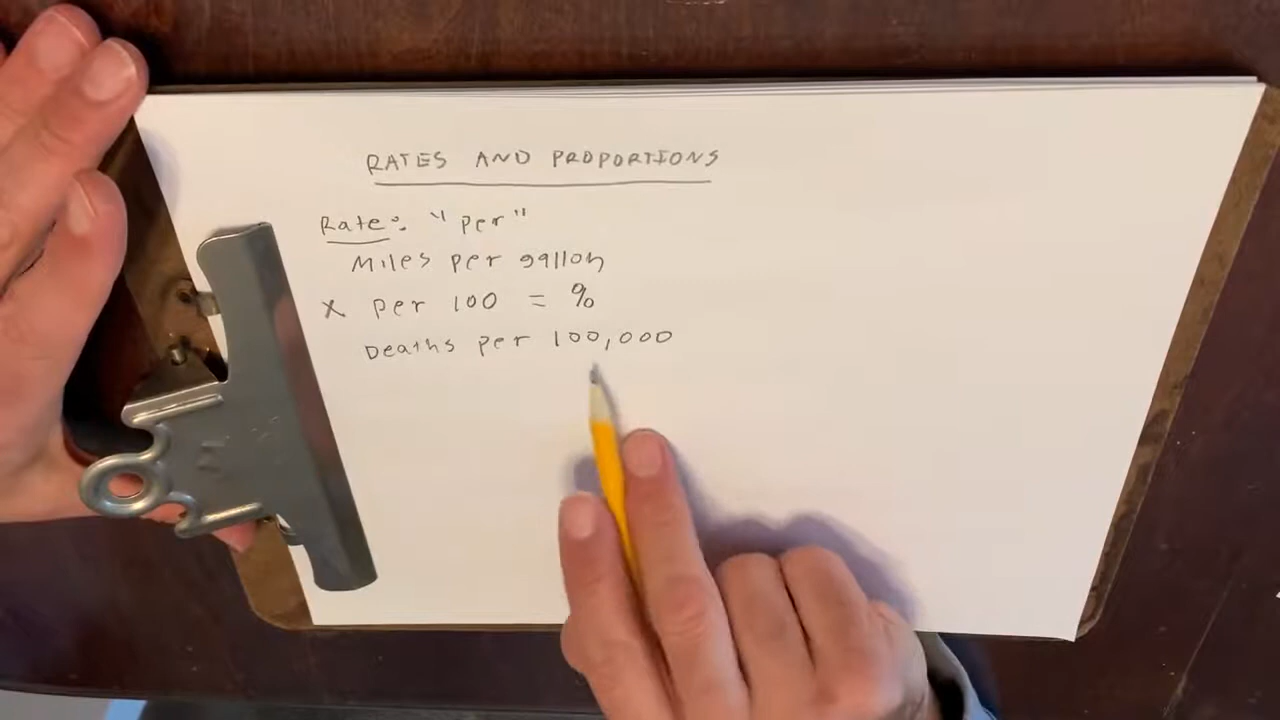 RATES AND PROPORTIONS
Rate: "per"
Miles per gallon
X per 100 = %
Deaths per 100,000